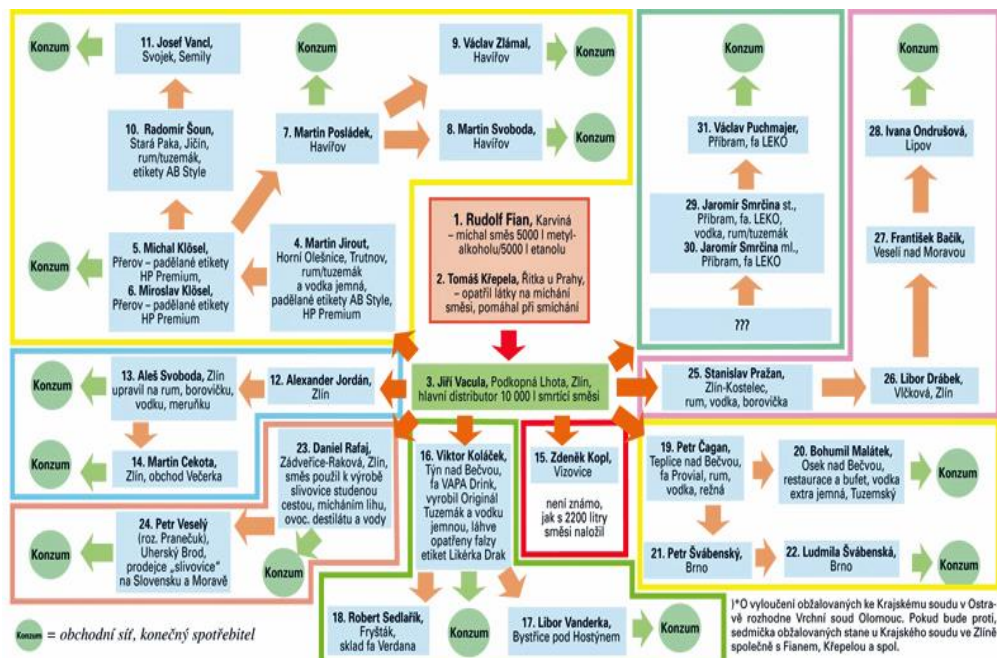 Konzum
11. Josef Vancl,
Svojek, Semily
Konzum
9. Václav Zlámal,
Havířov
Konzum
10. Radomír Šoun,
Stará Paka, Jičín,
rum/tuzemák,
etikety AB Style
7. Martin Posládek,
Havířov
8. Martin Svoboda,
Havířov
Konzum
Konzum
5. Michal Klösel,
Přerov – padělané etikety
HP Premium,
6. Miroslav Klösel,
Přerov – padělané etikety
HP Premium
4. Martin Jirout,
Horní Olešnice, Trutnov,
rum/tuzemák
a vodka jemná,
padělané etikety AB Style,
HP Premium
1. Rudolf Fian, Karviná
– míchal směs 5000 l metyl-
alkoholu/5000 l etanolu
2. Tomáš Křepela, Řitka u Prahy,
– opatřil látky na míchání
směsi, pomáhal při smíchání
Konzum
31. Václav Puchmajer,
Příbram, fa LEKO
29. Jaromír Smrčina st.,
Příbram, fa. LEKO,
vodka, rum/tuzemák
30. Jaromír Smrčina ml.,
Příbram, fa LEKO
???
Konzum
28. Ivana Ondrušová,
Lipov
27. František Bačík,
Veselí nad Moravou
Konzum
13. Aleš Svoboda, Zlín
upravil na rum, borovičku,
vodku, meruňku
12. Alexander Jordán,
Zlín
3. Jiří Vacula, Podkopná Lhota, Zlín,
hlavní distributor 10 000 l smrtící směsi
25. Stanislav Pražan,
Zlín-Kostelec,
rum, vodka, borovička
26. Libor Drábek,
Vlčková, Zlín
Konzum
14. Martin Cekota,
Zlín, obchod Večerka
23. Daniel Rafaj,
Zádveřice-Raková, Zlín,
směs použil k výrobě
slivovice studenou
cestou, mícháním lihu,
ovoc. destilátu a vody
16. Viktor Koláček,
Týn nad Bečvou,
fa VAPA Drink,
vyrobil Originál
Tuzemák a vodku
jemnou, láhve
opatřeny falzy
etiket Likérka Drak
15. Zdeněk Kopl,
Vizovice
není známo,
jak s 2200 litry
směsi naložil
19. Petr Čagan,
Teplice nad Bečvou,
fa Provial, rum,
vodka, režná
20. Bohumil Malátek,
Osek nad Bečvou,
restaurace a bufet, vodka
extra jemná, Tuzemský
Konzum
Konzum
24. Petr Veselý
(roz. Pranečuk),
Uherský Brod,
prodejce „slivovice“
na Slovensku a Moravě
Konzum
21. Petr Švábenský,
Brno
22. Ludmila Švábenská,
Brno
Konzum
18. Robert Sedlařík,
Fryšták,
sklad fa Verdana
Konzum
17. Libor Vanderka,
Bystřice pod Hostýnem
Konzum
Konzum = obchodní síť, konečný spotřebitel
)*O vyloučení obžalovaných ke Krajskému soudu v Ostra-
vě rozhodne Vrchní soud Olomouc. Pokud bude proti,
sedmička obžalovaných stane u Krajského soudu ve Zlíně
společně s Fianem, Křepelou a spol.